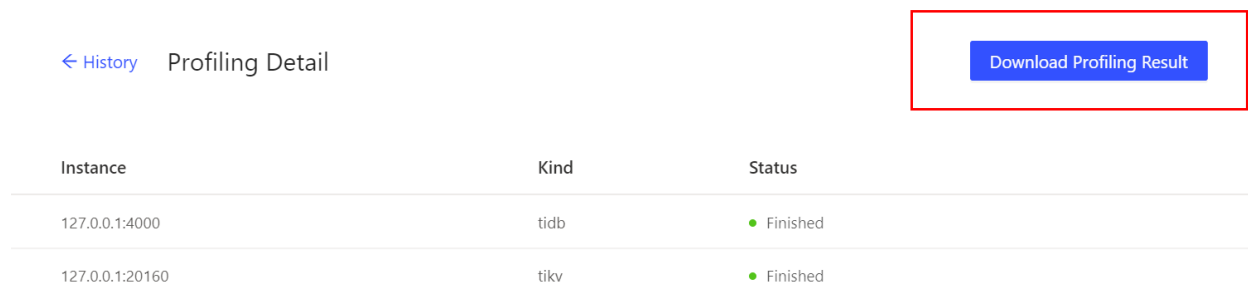 ← History Profiling Detail Download Profiling Result
Instance Kind Status
127.0.0.1:4000 tidb Finished
127.0.0.1:20160 tikv Finished